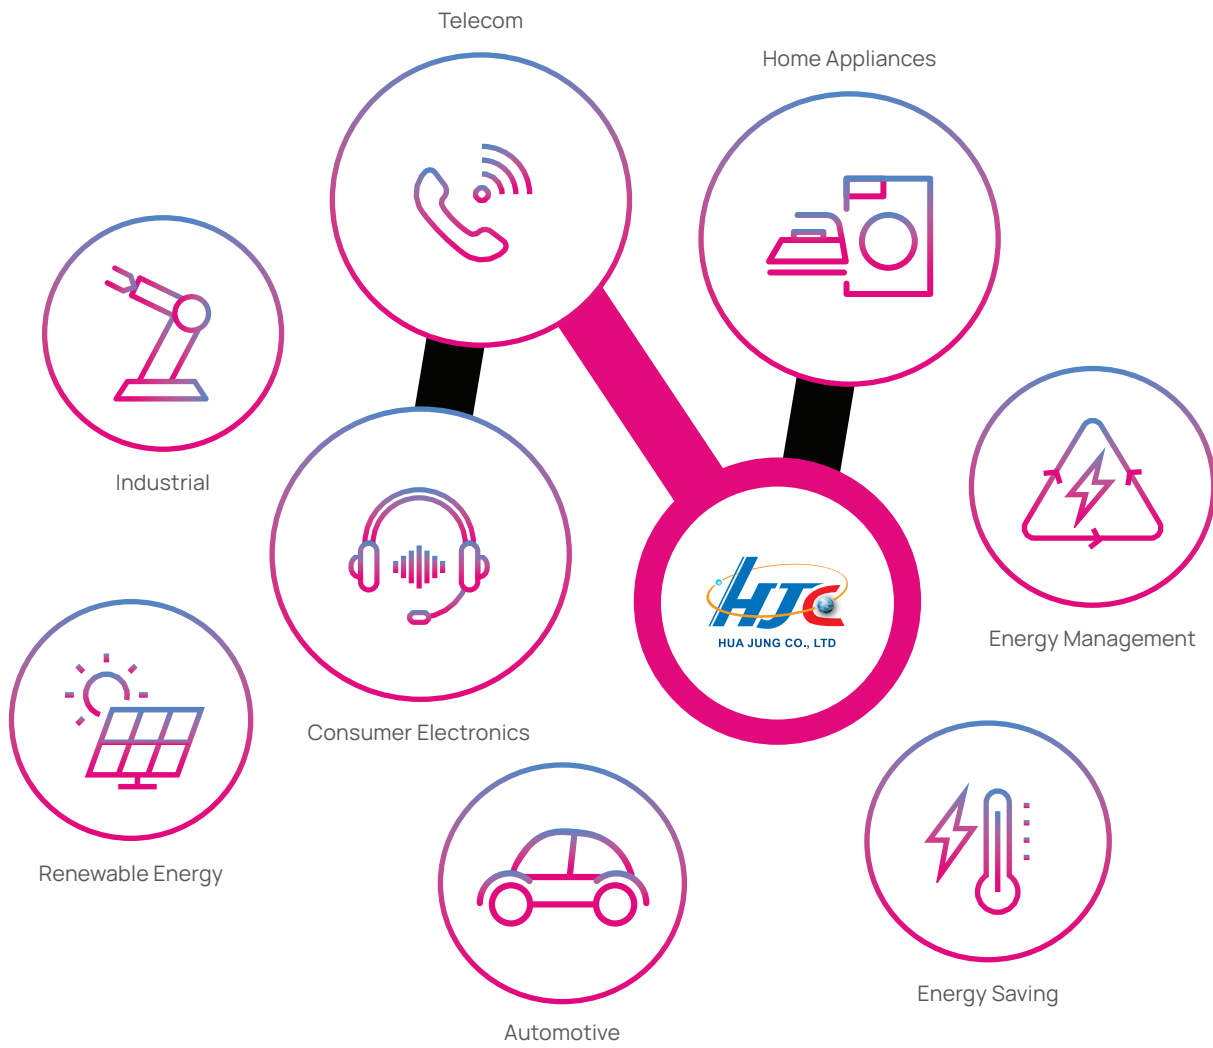 Telecom
Home Appliances
Industrial
HJC
HUA JUNG CO., LTD
Energy Management
Consumer Electronics
Renewable Energy
Energy Saving
Automotive